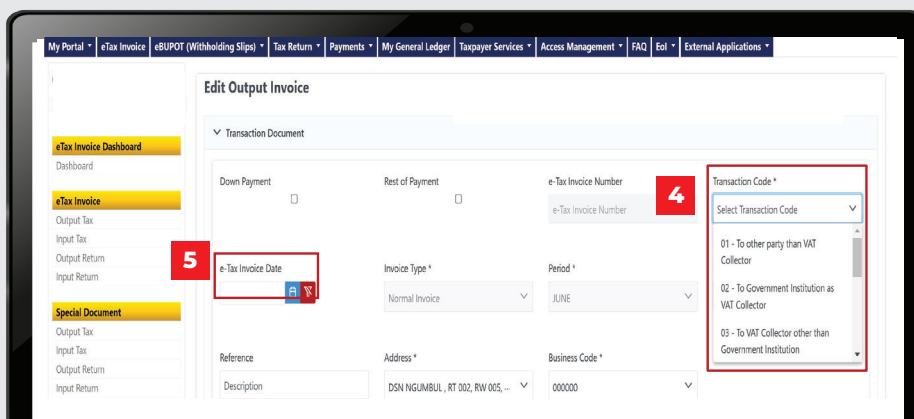 My Portal eTax Invoice eBUPOT (Withholding Slips) Tax Return Payments My General Ledger Taxpayer Services Access Management FAQ EoI External Applications
Edit Output Invoice
Transaction Document
eTax Invoice Dashboard
Dashboard
eTax Invoice
Output Tax
Input Tax
Output Return
Input Return
Special Document
Output Tax
Input Tax
Output Return
Input Return
Down Payment
Rest of Payment
e-Tax Invoice Number
e-Tax Invoice Number
4
Transaction Code *
Select Transaction Code
01 - To other party than VAT
Collector
02 - To Government Institution as
VAT Collector
03 - To VAT Collector other than
Government Institution
5
e-Tax Invoice Date
Invoice Type *
Normal Invoice
Period *
JUNE
Reference
Description
Address *
DSN NGUMBUL , RT 002, RW 005, ...
Business Code *
000000